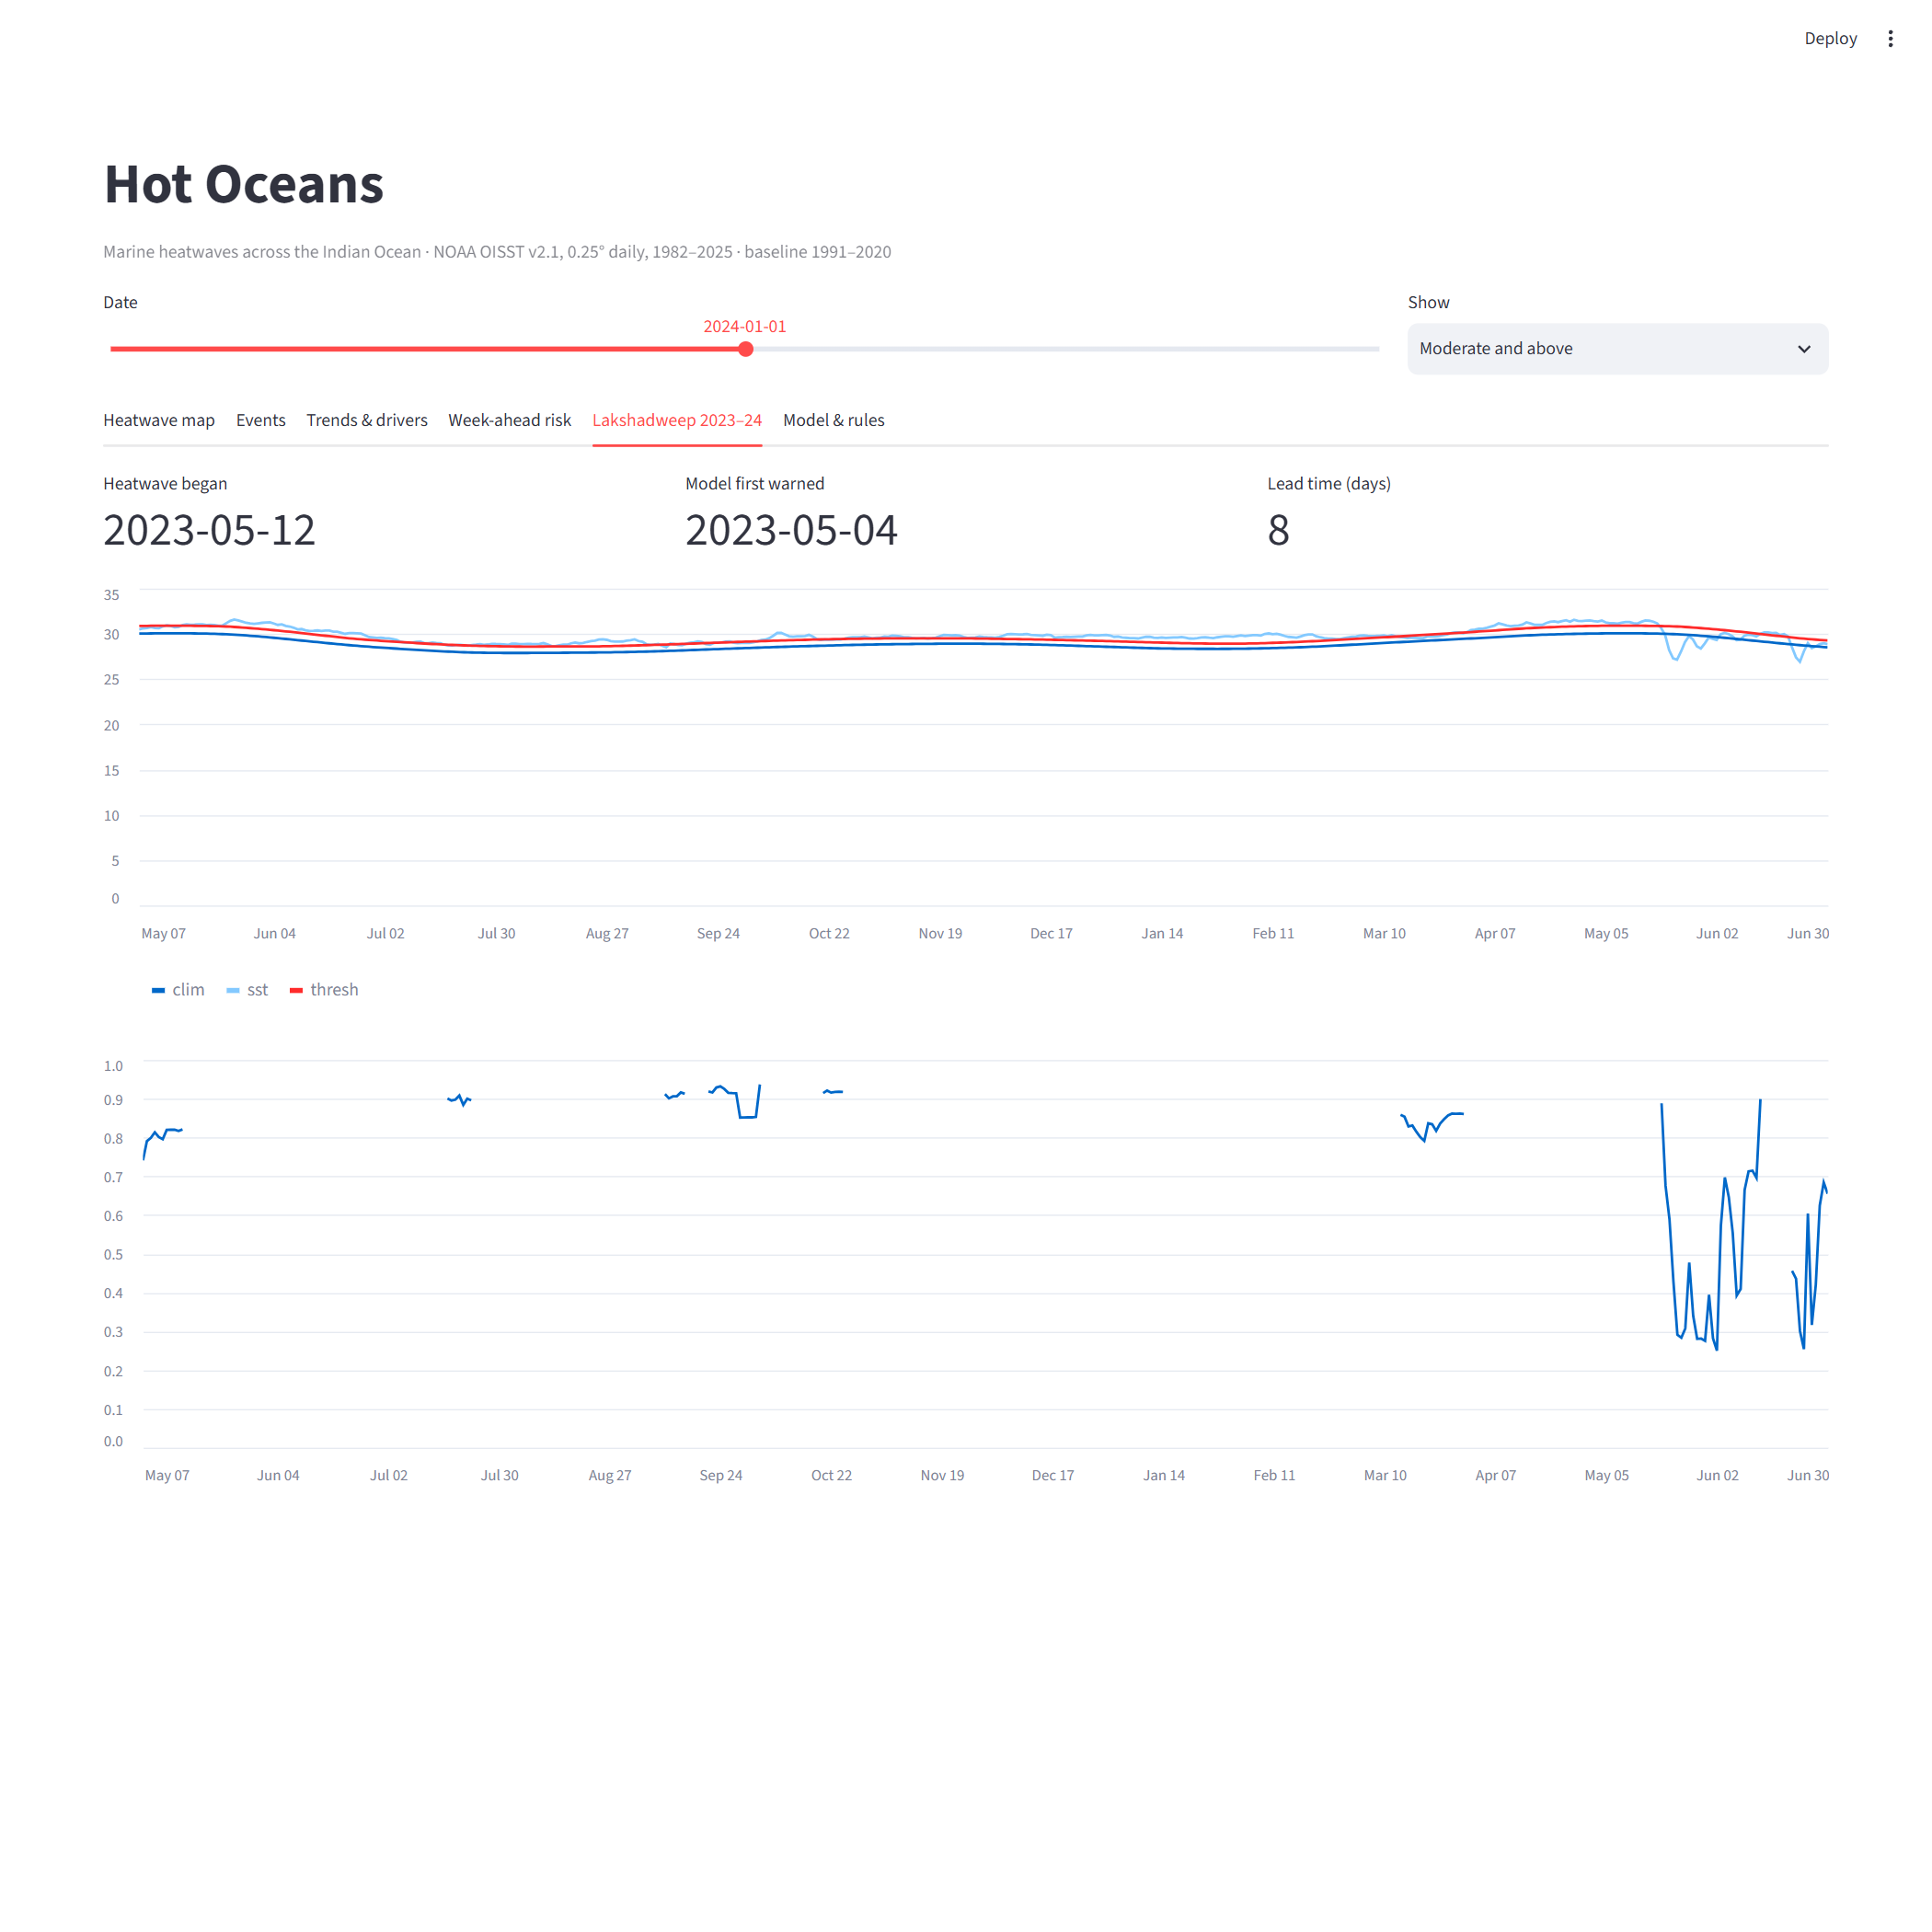 Deploy
Hot Oceans
Marine heatwaves across the Indian Ocean · NOAA OISST v2.1, 0.25° daily, 1982–2025 · baseline 1991–2020
Date
Show
2024-01-01
Moderate and above
Heatwave map Events Trends & drivers Week-ahead risk Lakshadweep 2023–24 Model & rules
Heatwave began Model first warned Lead time (days)
2023-05-12 2023-05-04 8
35
30
25
20
15
10
5
0
May 07 Jun 04 Jul 02 Jul 30 Aug 27 Sep 24 Oct 22 Nov 19 Dec 17 Jan 14 Feb 11 Mar 10 Apr 07 May 05 Jun 02 Jun 30
clim sst thresh
1.0
0.9
0.8
0.7
0.6
0.5
0.4
0.3
0.2
0.1
0.0
May 07 Jun 04 Jul 02 Jul 30 Aug 27 Sep 24 Oct 22 Nov 19 Dec 17 Jan 14 Feb 11 Mar 10 Apr 07 May 05 Jun 02 Jun 30